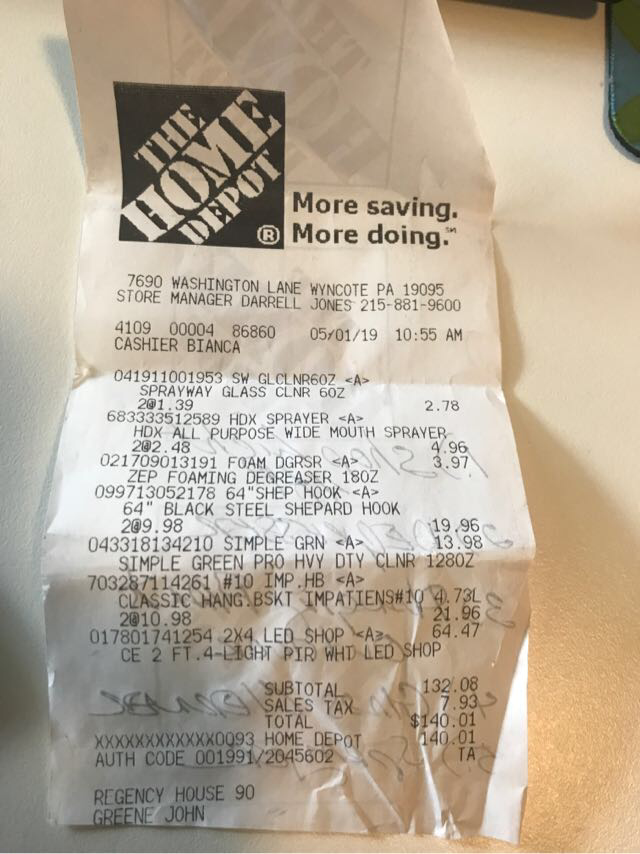 THE
HOME
DEPOT
®
More saving.
More doing.℠
7690 WASHINGTON LANE WYNCOTE PA 19095
STORE MANAGER DARRELL JONES 215-881-9600
4109 00004 86860 05/01/19 10:55 AM
CASHIER BIANCA
041911001953 SW GLCLNR6OZ <A>
SPRAYWAY GLASS CLNR 6OZ
2@1.39 2.78
683333512589 HDX SPRAYER <A>
HDX ALL PURPOSE WIDE MOUTH SPRAYER
2@2.48 4.96
021709013191 FOAM DGRSR <A> 3.97
ZEP FOAMING DEGREASER 18OZ
099713052178 64"SHEP HOOK <A>
64" BLACK STEEL SHEPARD HOOK
2@9.98 19.96
043318134210 SIMPLE GRN <A> 13.98
SIMPLE GREEN PRO HVY DTY CLNR 128OZ
703287114261 #10 IMP.HB <A>
CLASSIC HANG.BSKT IMPATIENS#10 4.73L
2@10.98 21.96
017801741254 2X4 LED SHOP <A> 64.47
CE 2 FT.4-LIGHT PIR WHT LED SHOP
SUBTOTAL 132.08
SALES TAX 7.93
TOTAL $140.01
XXXXXXXXXXXX0093 HOME DEPOT 140.01
AUTH CODE 001991/2045602 TA
REGENCY HOUSE 90
GREENE JOHN